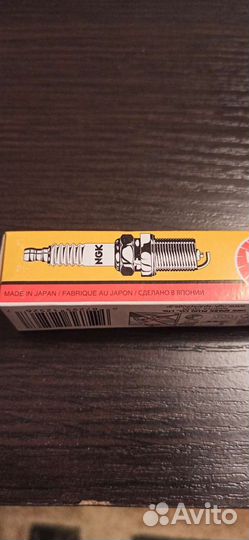 NGK
MADE IN JAPAN / FABRIQUE AU JAPON / СДЕЛАНО В ЯПОНИИ
Avito